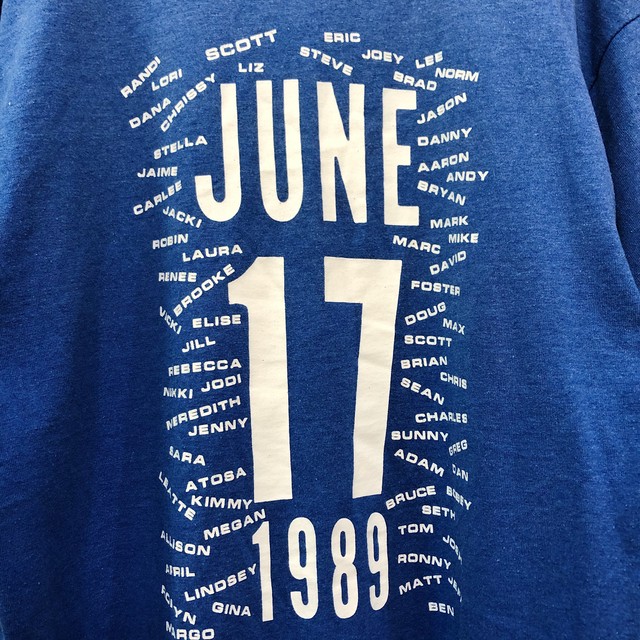 SCOTT
ERIC
STEVE
JOEY
LEE
NORM
BRAD
LIZ
RANDI
LORI
CHRISSY
DANA
JUNE
JASON
DANNY
AARON
ANDY
BRYAN
STELLA
JAIME
CARLEE
JACKI
ROBIN
LAURA
RENEE
BROOKE
MARK
MIKE
MARC
DAVID
FOSTER
17
VICKI
ELISE
JILL
REBECCA
NIKKI
JODI
MEREDITH
JENNY
SARA
ATOSA
KIMMY
MEGAN
DOUG
MAX
SCOTT
BRIAN
CHRIS
SEAN
CHARLES
SUNNY
GREG
ADAM
DAN
BRUCE
BOBBY
SETH
1989
ALLISON
LINDSEY
GINA
MARGO
TOM
RONNY
MATT
BEN